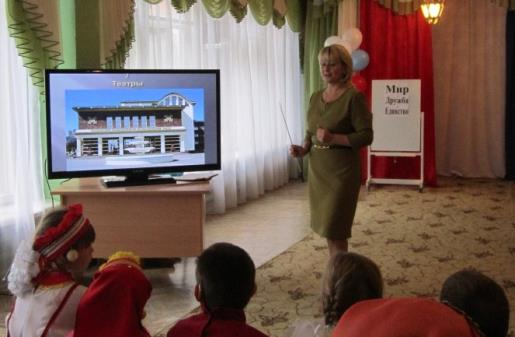 Театры
Мир
Дружба
Единство